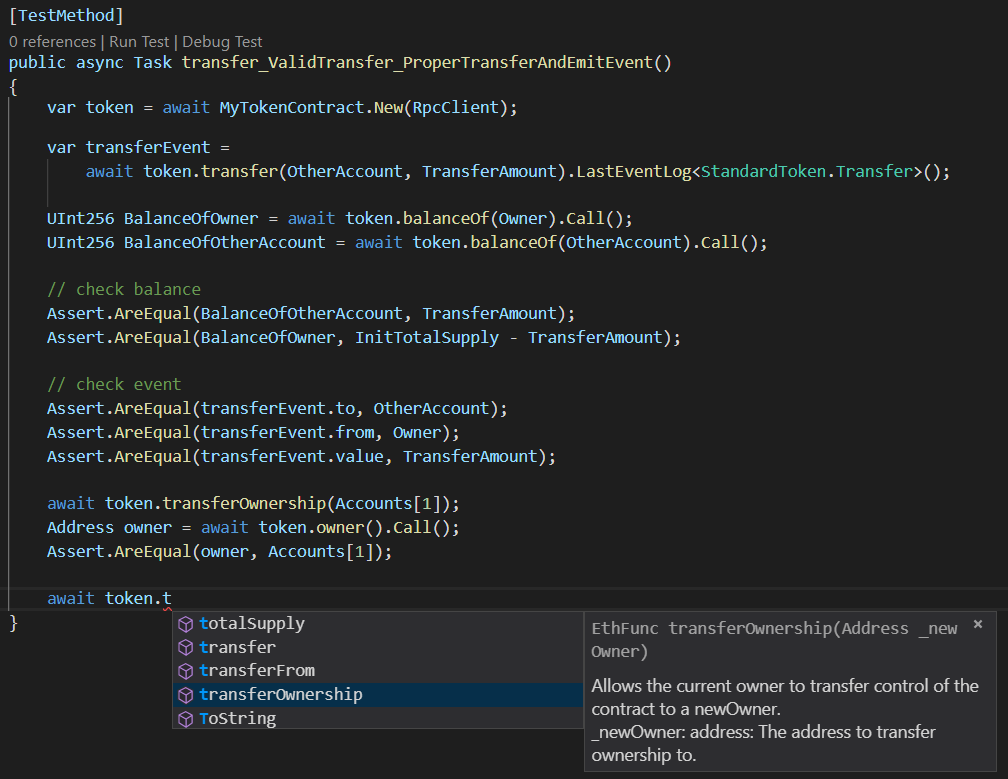 [TestMethod]
0 references | Run Test | Debug Test
public async Task transfer_ValidTransfer_ProperTransferAndEmitEvent()
{
    var token = await MyTokenContract.New(RpcClient);
    var transferEvent =
        await token.transfer(OtherAccount, TransferAmount).LastEventLog<StandardToken.Transfer>();
    UInt256 BalanceOfOwner = await token.balanceOf(Owner).Call();
    UInt256 BalanceOfOtherAccount = await token.balanceOf(OtherAccount).Call();
    // check balance
    Assert.AreEqual(BalanceOfOtherAccount, TransferAmount);
    Assert.AreEqual(BalanceOfOwner, InitTotalSupply - TransferAmount);
    // check event
    Assert.AreEqual(transferEvent.to, OtherAccount);
    Assert.AreEqual(transferEvent.from, Owner);
    Assert.AreEqual(transferEvent.value, TransferAmount);
    await token.transferOwnership(Accounts[1]);
    Address owner = await token.owner().Call();
    Assert.AreEqual(owner, Accounts[1]);
    await token.t
}
totalSupply
transfer
transferFrom
transferOwnership
ToString
EthFunc transferOwnership(Address _new
Owner)
×
Allows the current owner to transfer control of the
contract to a newOwner.
_newOwner: address: The address to transfer
ownership to.